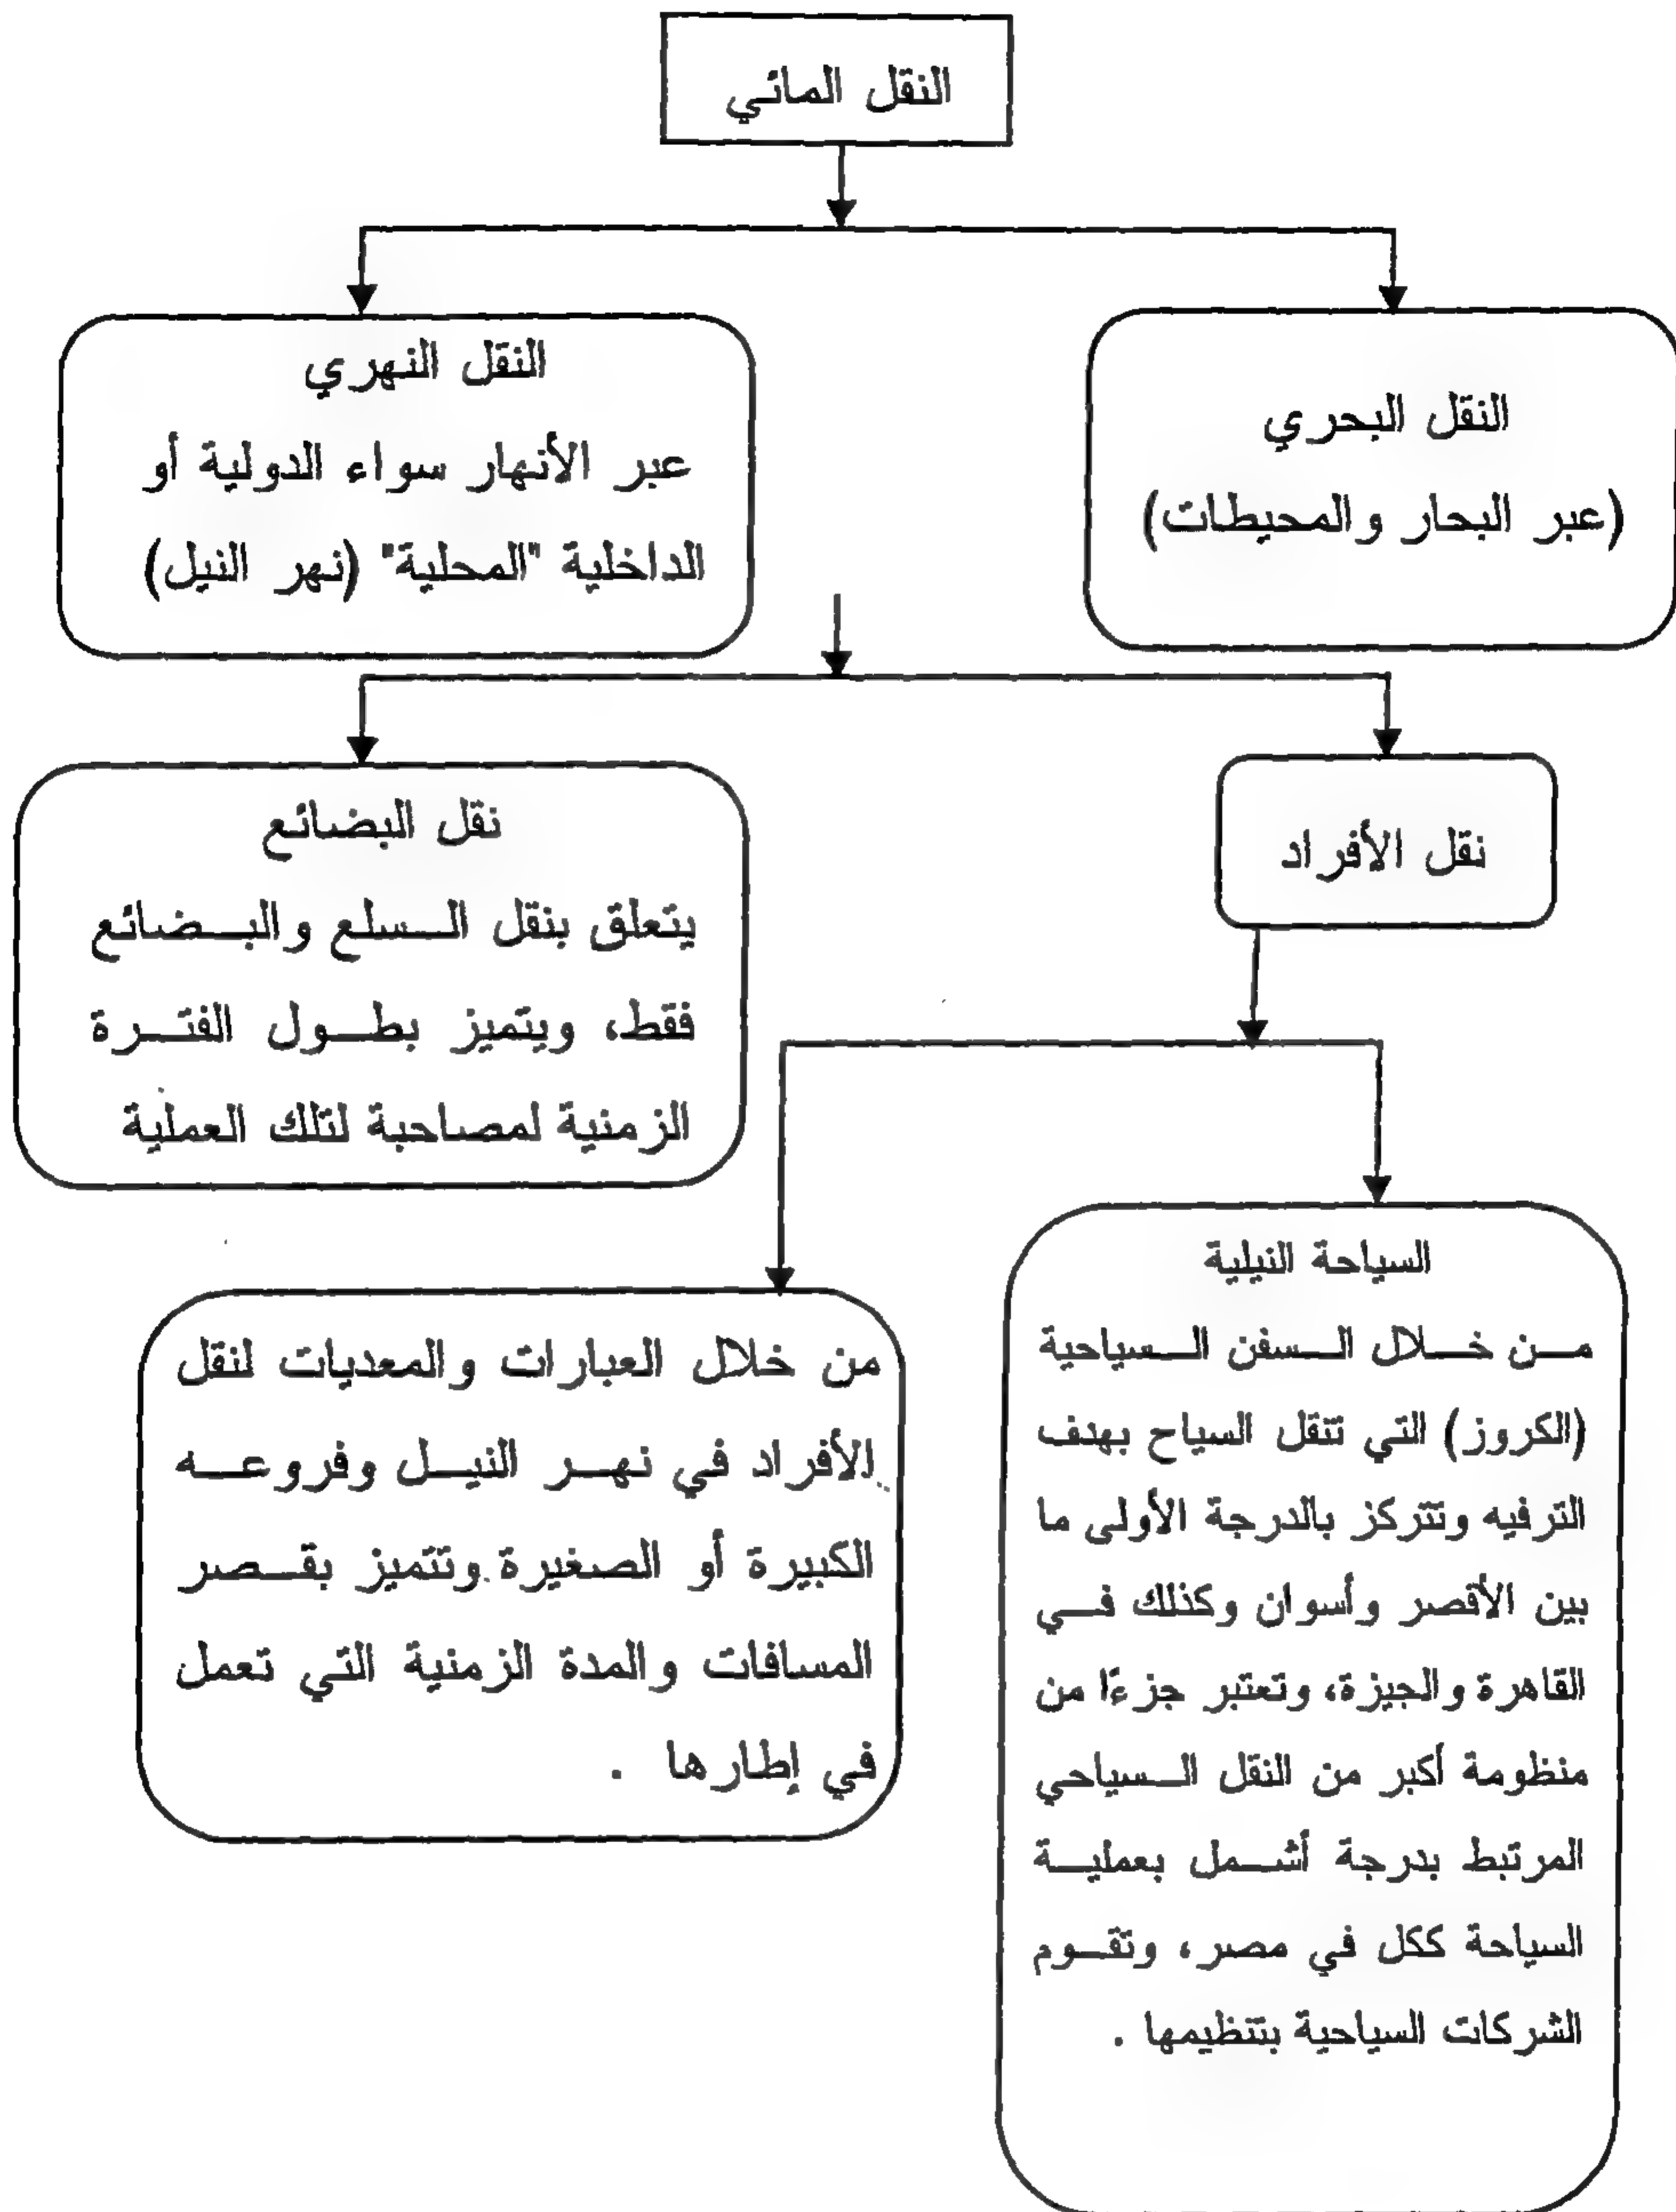 النقل المائي
النقل البحري
(عبر البحار والمحيطات)
النقل النهري
عبر الأنهار سواء الدولية أو
الداخلية "المحلية" (نهر النيل)
نقل الأفراد
نقل البضائع
يتعلق بنقل السلع والبضائع
فقط، ويتميز بطول الفترة
الزمنية لمصاحبة لتلك العملية
السياحة النيلية
من خلال السفن السياحية
(الكروز) التي تنقل السياح بهدف
الترفيه وتتركز بالدرجة الأولى ما
بين الأقصر وأسوان وكذلك في
القاهرة والجيزة، وتعتبر جزءًا من
منظومة أكبر من النقل السياحي
المرتبط بدرجة أشمل بعملية
السياحة ككل في مصر، وتقوم
الشركات السياحية بتنظيمها .
من خلال العبارات والمعديات لنقل
الأفراد في نهر النيل وفروعه
الكبيرة أو الصغيرة وتتميز بقصر
المسافات والمدة الزمنية التي تعمل
في إطارها .